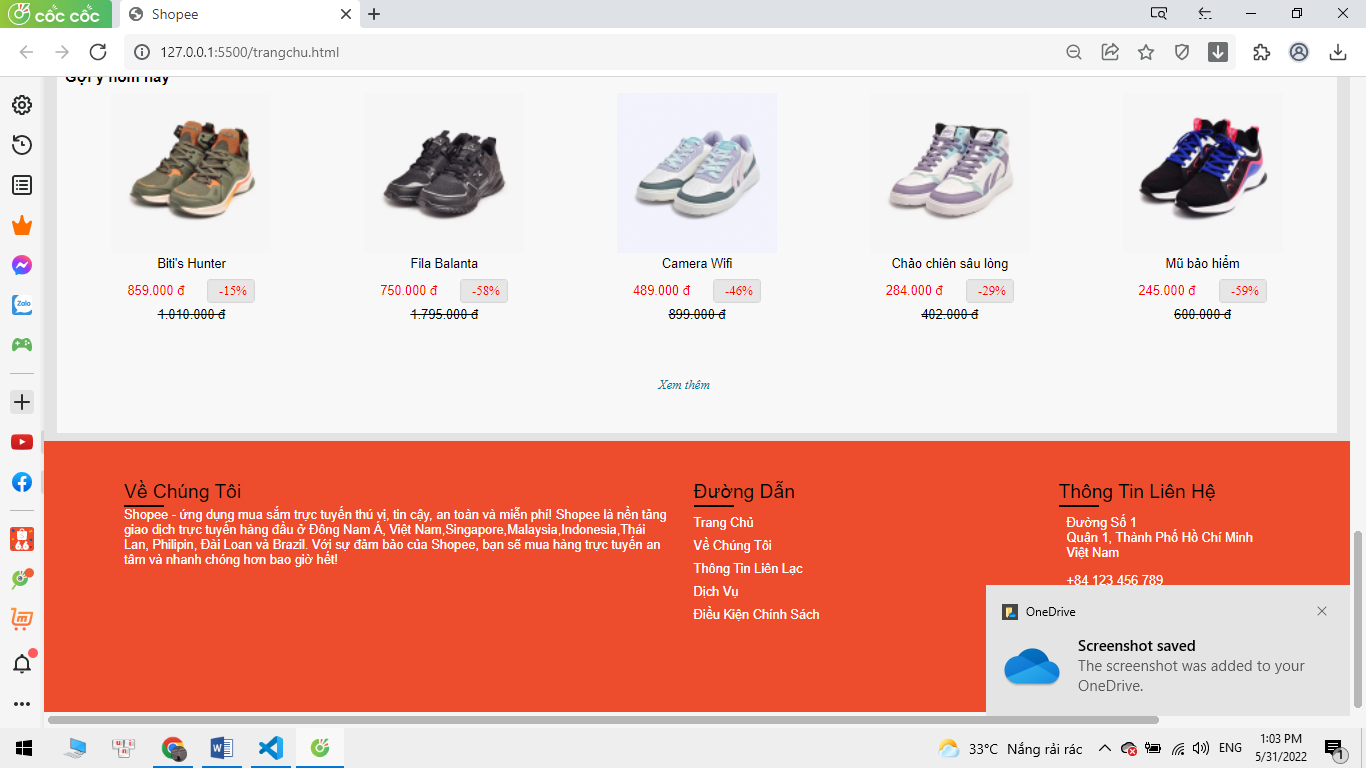 cốc cốc
Shopee
127.0.0.1:5500/trangchu.html
Gợi ý hôm nay
Biti's Hunter
Fila Balanta
Camera Wifi
Chảo chiên sâu lòng
Mũ bảo hiểm
859.000 đ -15%
750.000 đ -58%
489.000 đ -46%
284.000 đ -29%
245.000 đ -59%
1.010.000 đ
1.795.000 đ
899.000 đ
402.000 đ
600.000 đ
Xem thêm
Về Chúng Tôi
Shopee - ứng dụng mua sắm trực tuyến thú vị, tin cậy, an toàn và miễn phí! Shopee là nền tảng
giao dịch trực tuyến hàng đầu ở Đông Nam Á, Việt Nam,Singapore,Malaysia,Indonesia,Thái
Lan, Philipin, Đài Loan và Brazil. Với sự đảm bảo của Shopee, bạn sẽ mua hàng trực tuyến an
tâm và nhanh chóng hơn bao giờ hết!
Đường Dẫn
Trang Chủ
Về Chúng Tôi
Thông Tin Liên Lạc
Dịch Vụ
Điều Kiện Chính Sách
Thông Tin Liên Hệ
Đường Số 1
Quận 1, Thành Phố Hồ Chí Minh
Việt Nam
+84 123 456 789
OneDrive
Screenshot saved
The screenshot was added to your
OneDrive.
Zalo
6.6
33°C Nắng rải rác
ENG
1:03 PM
5/31/2022
1